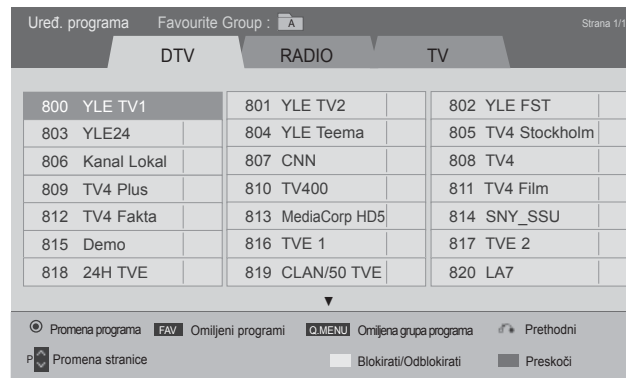 Uređ. programa Favourite Group : A Strana 1/1
DTV RADIO TV
800 YLE TV1 801 YLE TV2 802 YLE FST
803 YLE24 804 YLE Teema 805 TV4 Stockholm
806 Kanal Lokal 807 CNN 808 TV4
809 TV4 Plus 810 TV400 811 TV4 Film
812 TV4 Fakta 813 MediaCorp HD5 814 SNY_SSU
815 Demo 816 TVE 1 817 TVE 2
818 24H TVE 819 CLAN/50 TVE 820 LA7
Promena programa FAV Omiljeni programi Q.MENU Omiljena grupa programa Prethodni
P Promena stranice Blokirati/Odblokirati Preskoči